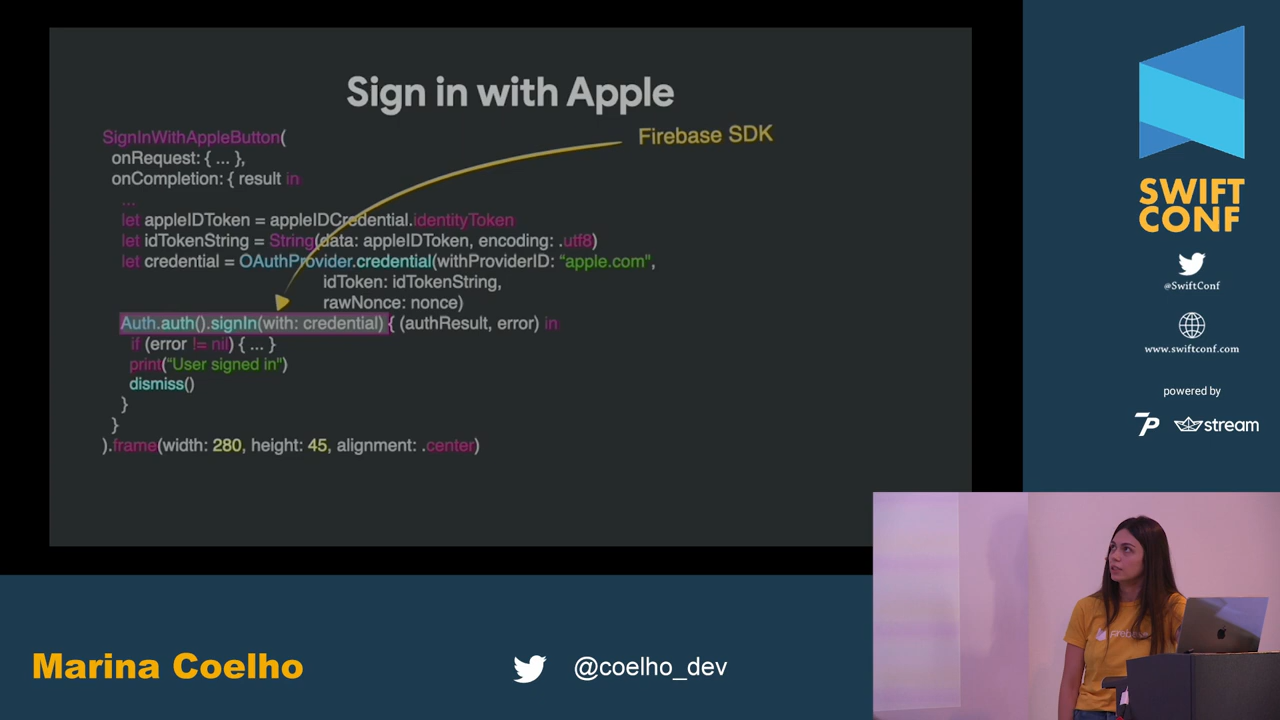 Sign in with Apple
Firebase SDK
SignInWithAppleButton(
onRequest: { ... },
onCompletion: { result in
...
let appleIDToken = appleIDCredential.identityToken
let idTokenString = String(data: appleIDToken, encoding: .utf8)
let credential = OAuthProvider.credential(withProviderID: “apple.com”,
idToken: idTokenString,
rawNonce: nonce)
Auth.auth().signIn(with: credential) { (authResult, error) in
if (error != nil) { ... }
print(“User signed in")
dismiss()
}
}
).frame(width: 280, height: 45, alignment: .center)
SWIFT
CONF
@SwiftConf
www.swiftconf.com
powered by
7P
stream
Marina Coelho
@coelho_dev